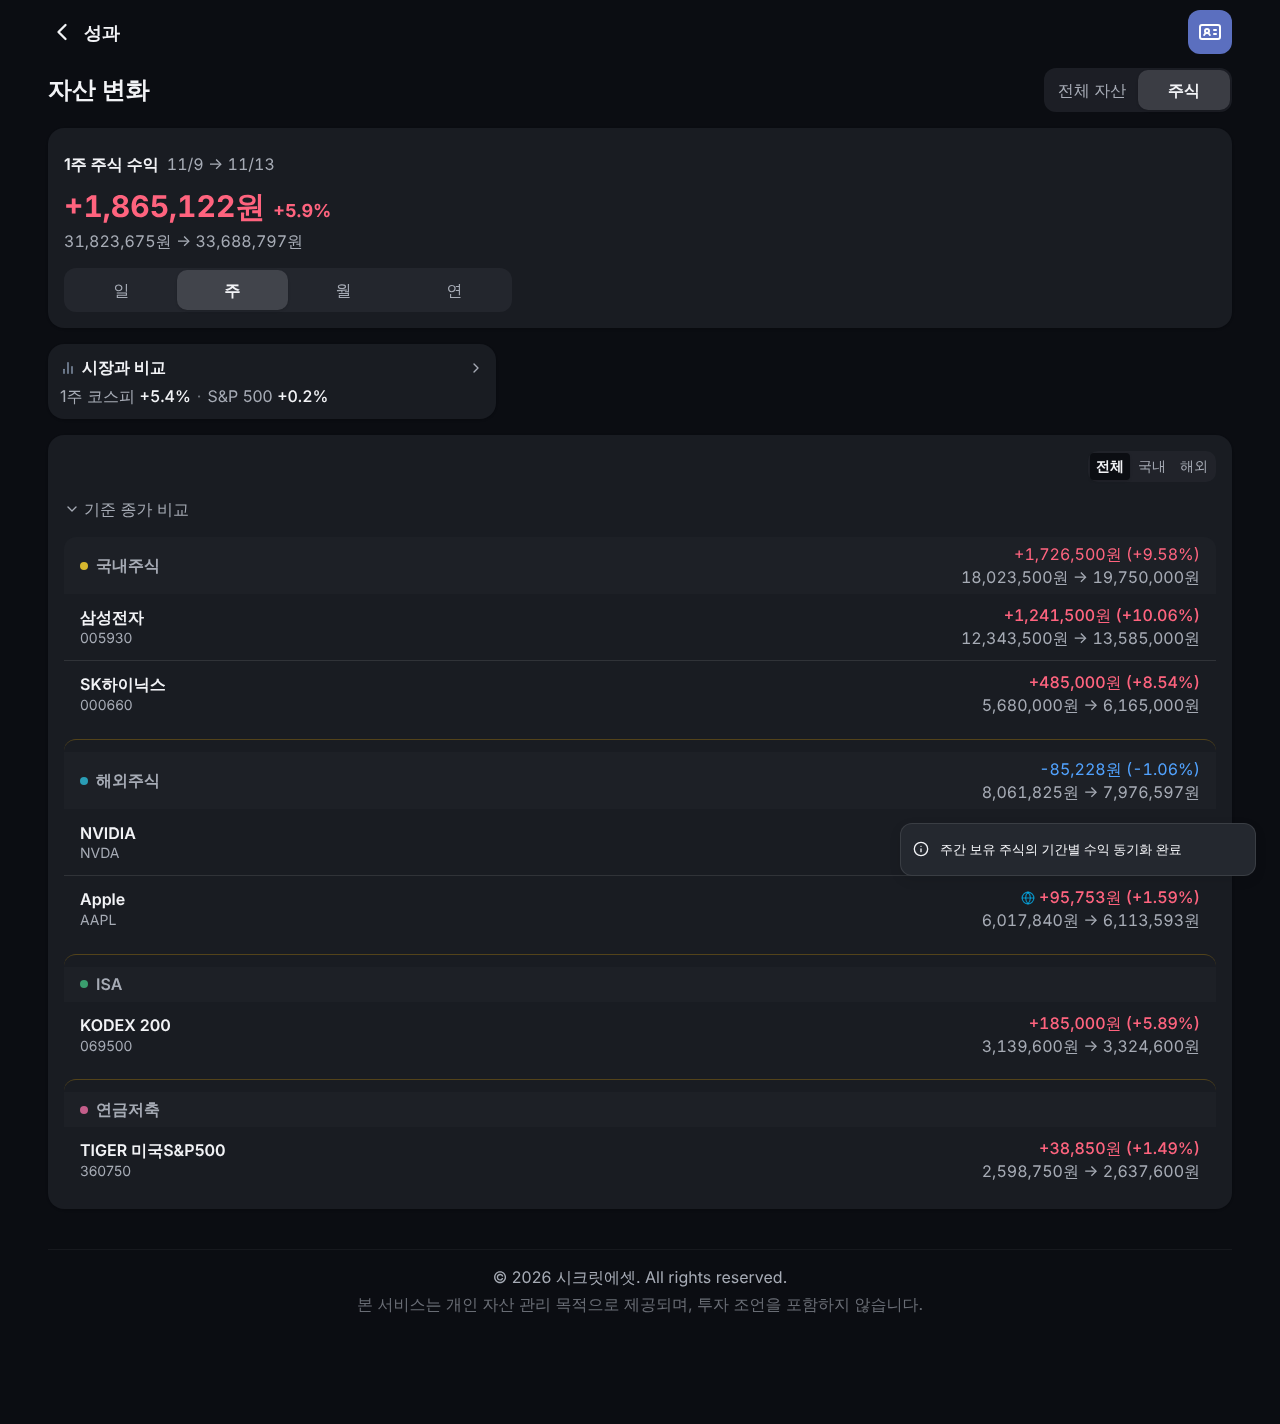 성과
자산 변화
전체 자산 주식
1주 주식 수익 11/9 → 11/13
+1,865,122원 +5.9%
31,823,675원 → 33,688,797원
일 주 월 연
시장과 비교
1주 코스피 +5.4% · S&P 500 +0.2%
전체 국내 해외
기준 종가 비교
국내주식
+1,726,500원 (+9.58%)
18,023,500원 → 19,750,000원
삼성전자
005930
+1,241,500원 (+10.06%)
12,343,500원 → 13,585,000원
SK하이닉스
000660
+485,000원 (+8.54%)
5,680,000원 → 6,165,000원
해외주식
-85,228원 (-1.06%)
8,061,825원 → 7,976,597원
NVIDIA
NVDA
주간 보유 주식의 기간별 수익 동기화 완료
Apple
AAPL
+95,753원 (+1.59%)
6,017,840원 → 6,113,593원
ISA
KODEX 200
069500
+185,000원 (+5.89%)
3,139,600원 → 3,324,600원
연금저축
TIGER 미국S&P500
360750
+38,850원 (+1.49%)
2,598,750원 → 2,637,600원
© 2026 시크릿에셋. All rights reserved.
본 서비스는 개인 자산 관리 목적으로 제공되며, 투자 조언을 포함하지 않습니다.